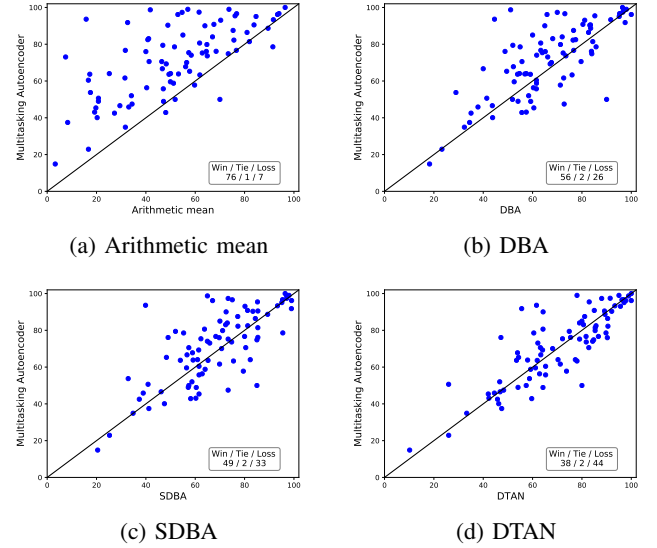 100
80
60
40
20
0
Multitasking Autoencoder
0 20 40 60 80 100
Arithmetic mean
Win / Tie / Loss
76 / 1 / 7
(a) Arithmetic mean
100
80
60
40
20
0
Multitasking Autoencoder
0 20 40 60 80 100
DBA
Win / Tie / Loss
56 / 2 / 26
(b) DBA
100
80
60
40
20
0
Multitasking Autoencoder
0 20 40 60 80 100
SDBA
Win / Tie / Loss
49 / 2 / 33
(c) SDBA
100
80
60
40
20
0
Multitasking Autoencoder
0 20 40 60 80 100
DTAN
Win / Tie / Loss
38 / 2 / 44
(d) DTAN